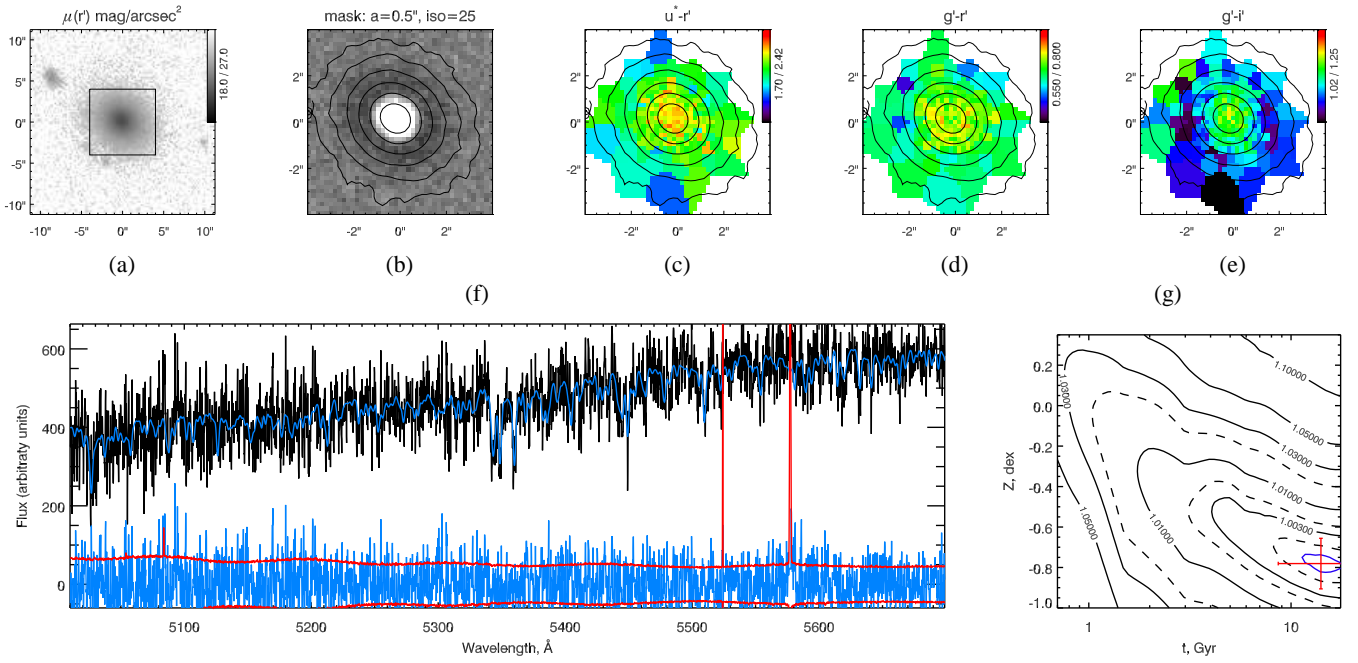 μ(r') mag/arcsec²
mask: a=0.5", iso=25
u*-r'
g'-r'
g'-i'
10"
5"
0"
-5"
-10"
-10" -5" 0" 5" 10"
18.0 / 27.0
2"
0"
-2"
-2" 0" 2"
2"
0"
-2"
-2" 0" 2"
1.70 / 2.42
2"
0"
-2"
-2" 0" 2"
0.550 / 0.800
2"
0"
-2"
-2" 0" 2"
1.02 / 1.25
(a)
(b)
(c)
(d)
(e)
(f)
(g)
Flux (arbitraty units)
600
400
200
0
5100 5200 5300 5400 5500 5600
Wavelength, Å
Z, dex
0.2
0.0
-0.2
-0.4
-0.6
-0.8
-1.0
1 10
t, Gyr
1.10000
1.05000
1.03000
1.01000
1.00300
1.03000
1.05000
1.01000